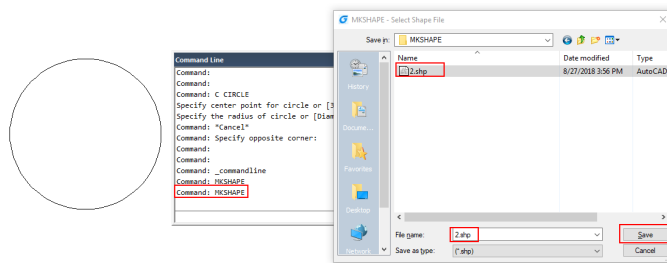 Command Line
Command:
Command:
Command: C CIRCLE
Specify center point for circle or [3
Specify the radius of circle or [Diam
Command: "Cancel"
Command: Specify opposite corner:
Command:
Command:
Command: _commandline
Command: MKSHAPE
Command: MKSHAPE
MKSHAPE - Select Shape File
Save in: MKSHAPE
Name Date modified Type
2.shp 8/27/2018 3:56 PM AutoCAD
History
Docume...
Favorites
Desktop
Network
File name: 2.shp Save
Save as type: (*.shp) Cancel